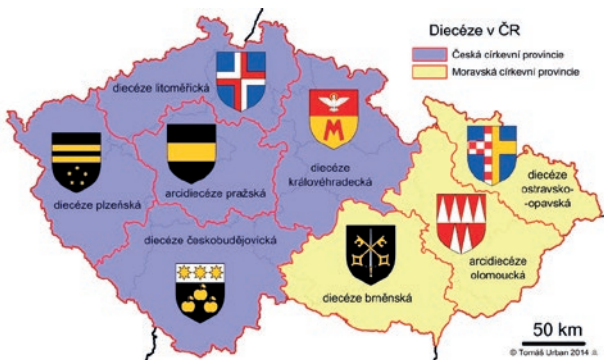 Diecéze v ČR
Česká církevní provincie
Moravská církevní provincie
diecéze litoměřická
M
diecéze
královéhradecká
diecéze
ostravsko-
-opavská
arcidiecéze pražská
diecéze plzeňská
diecéze českobudějovická
arcidiecéze
olomoucká
diecéze brněnská
50 km
© Tomáš Urban 2014